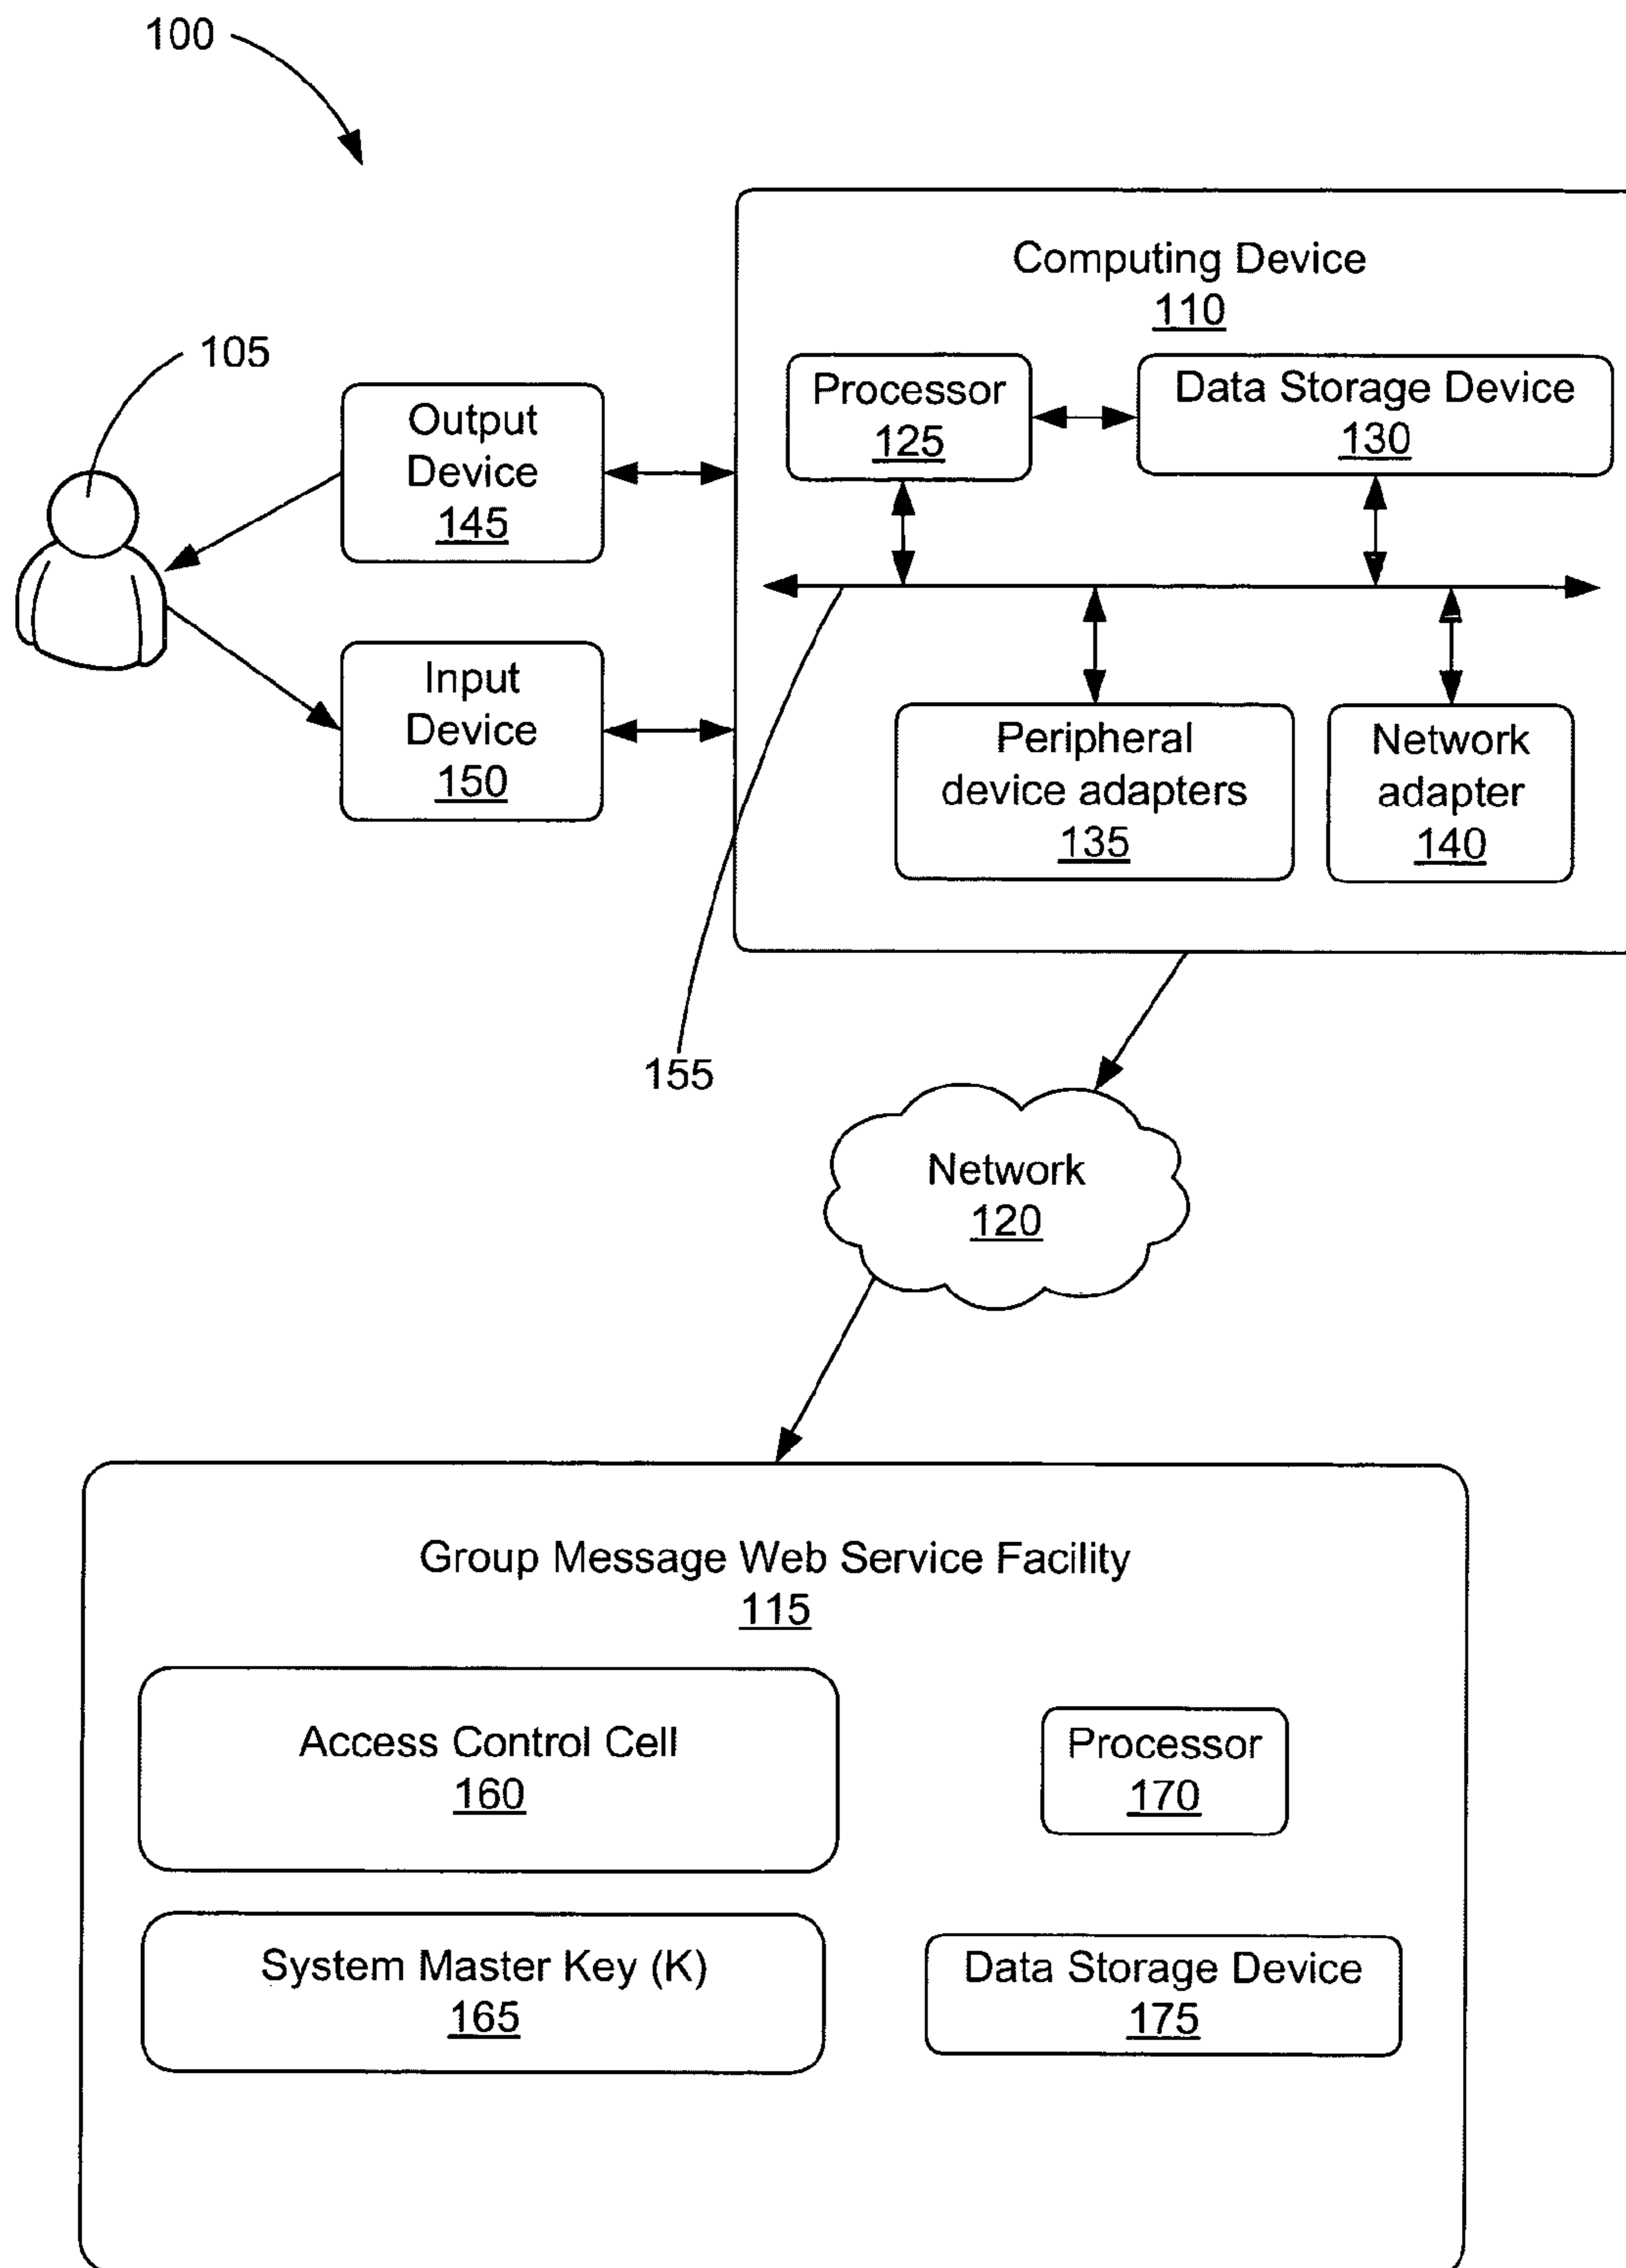 100
Computing Device
110
105
Processor
125
Data Storage Device
130
Output
Device
145
Input
Device
150
Peripheral
device adapters
135
Network
adapter
140
155
Network
120
Group Message Web Service Facility
115
Access Control Cell
160
Processor
170
System Master Key (K)
165
Data Storage Device
175